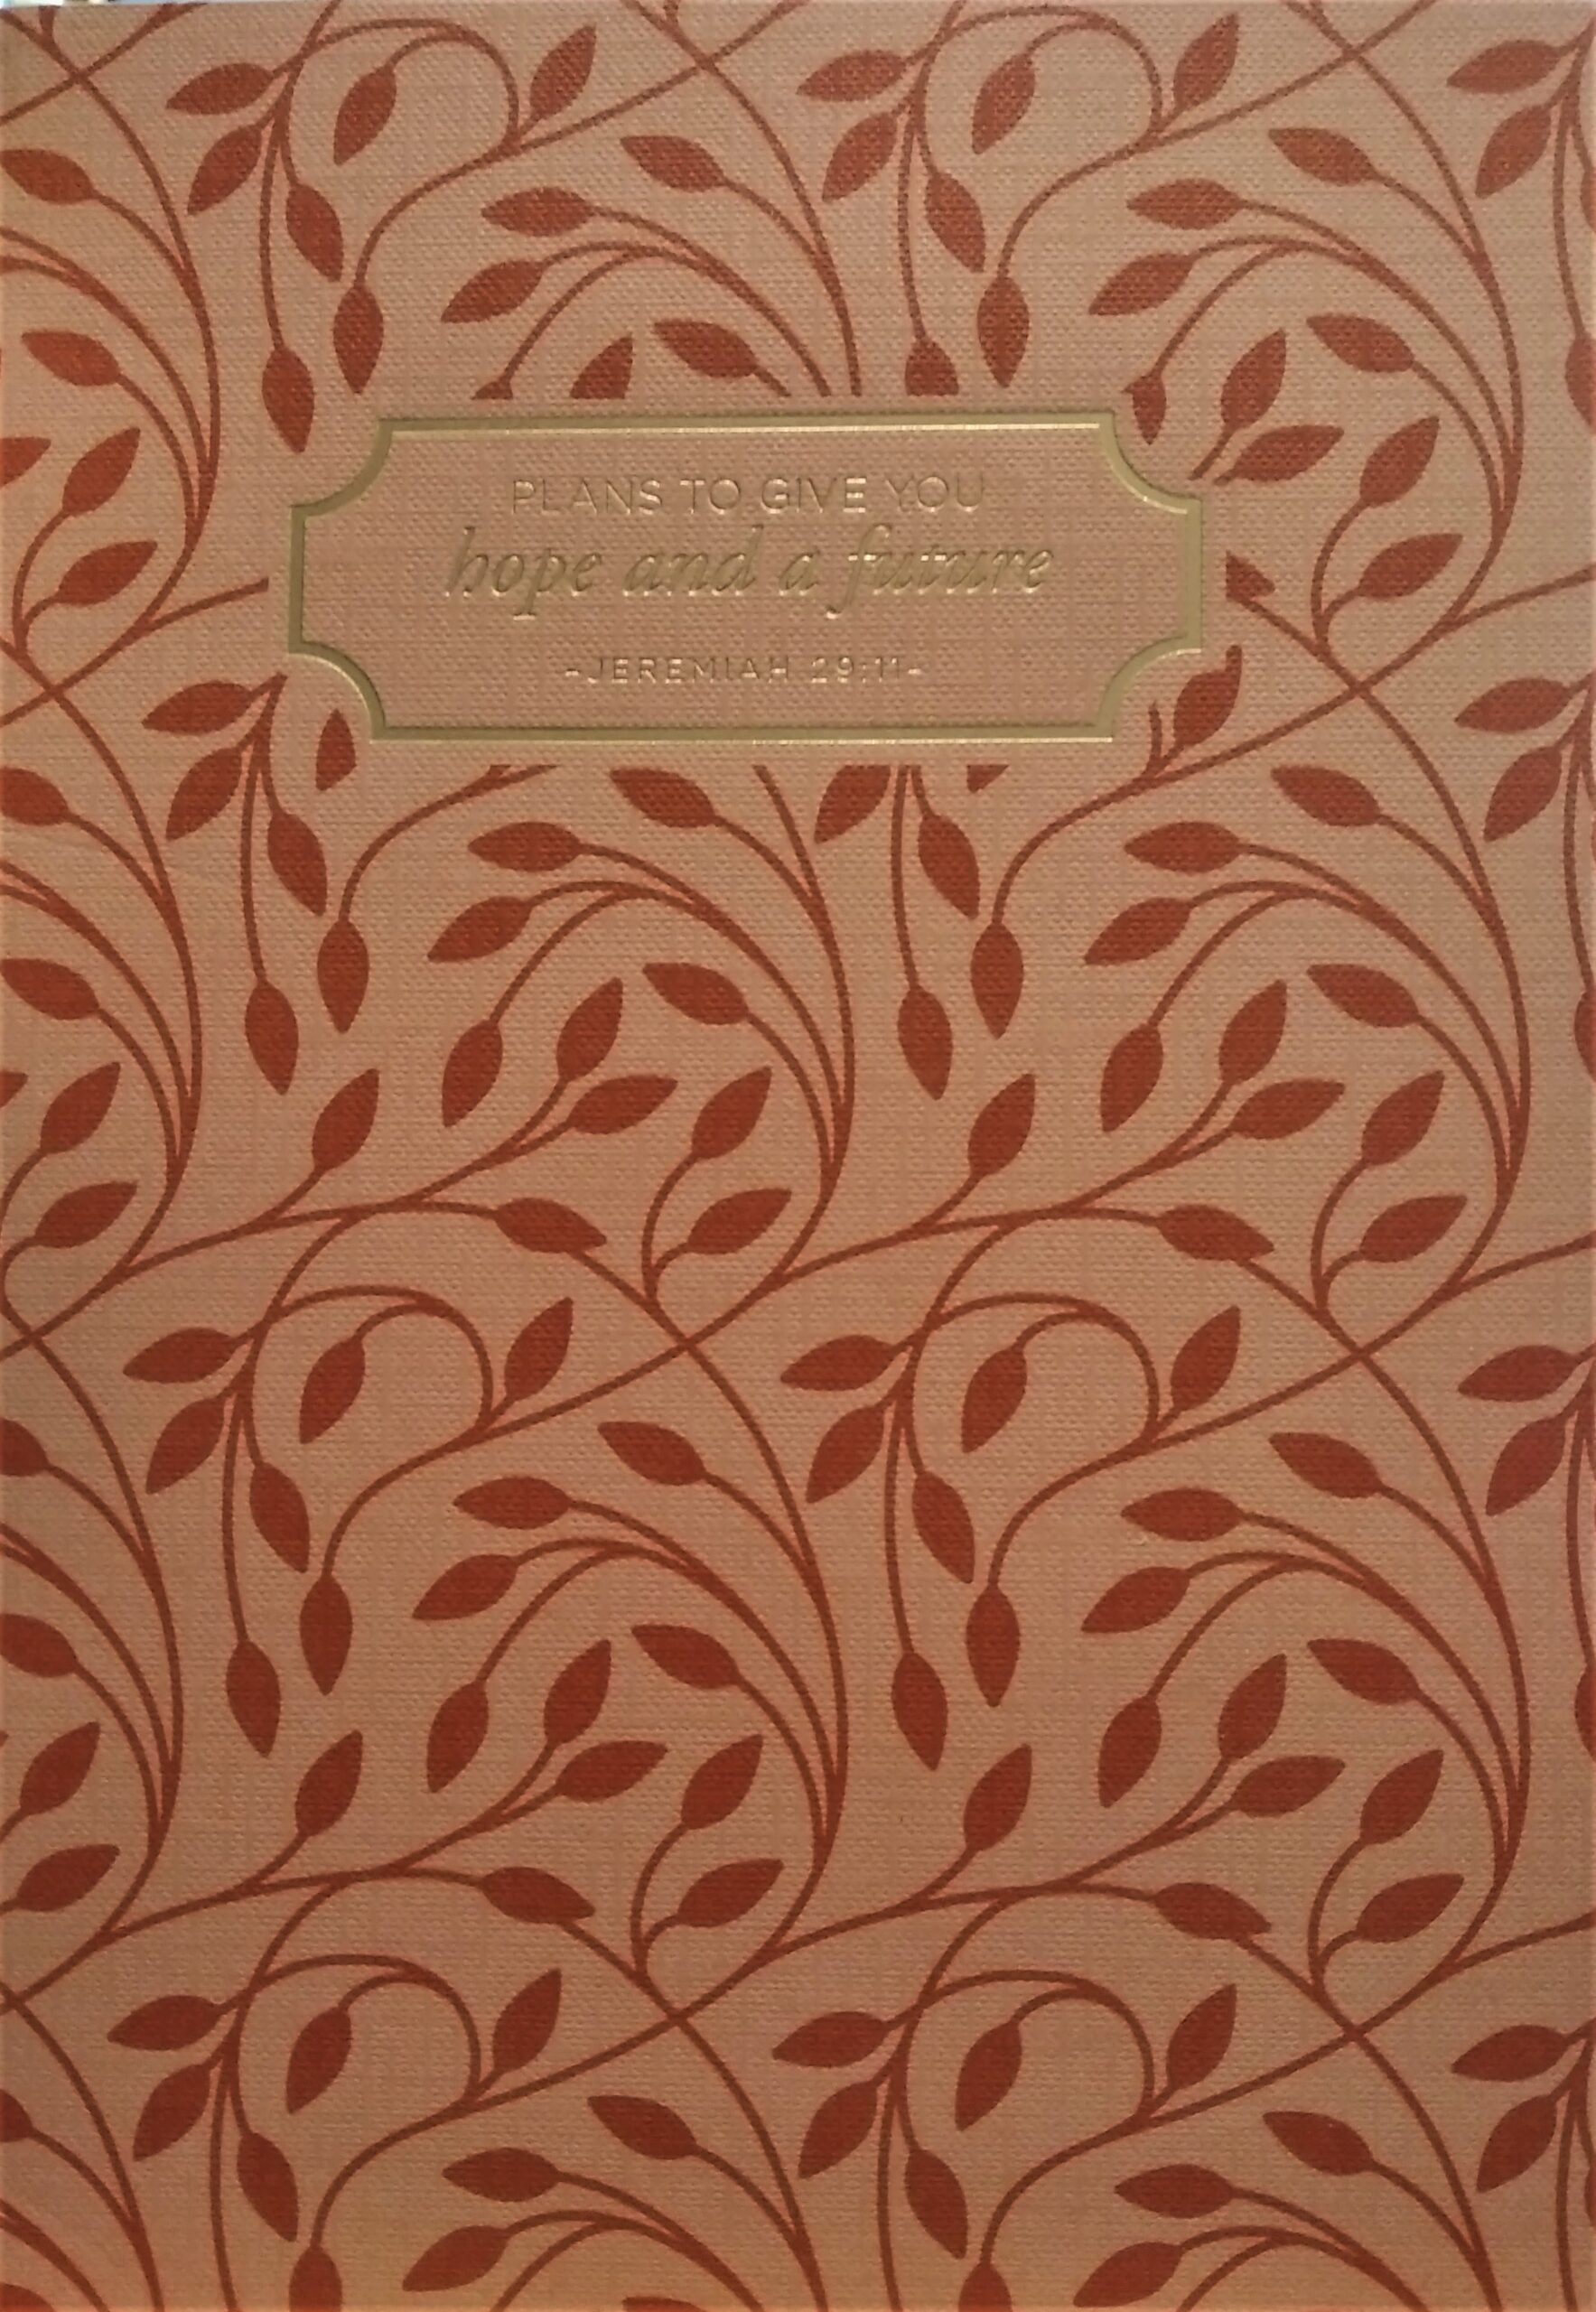 PLANS TO GIVE YOU
hope and a future
-JEREMIAH 29:11-